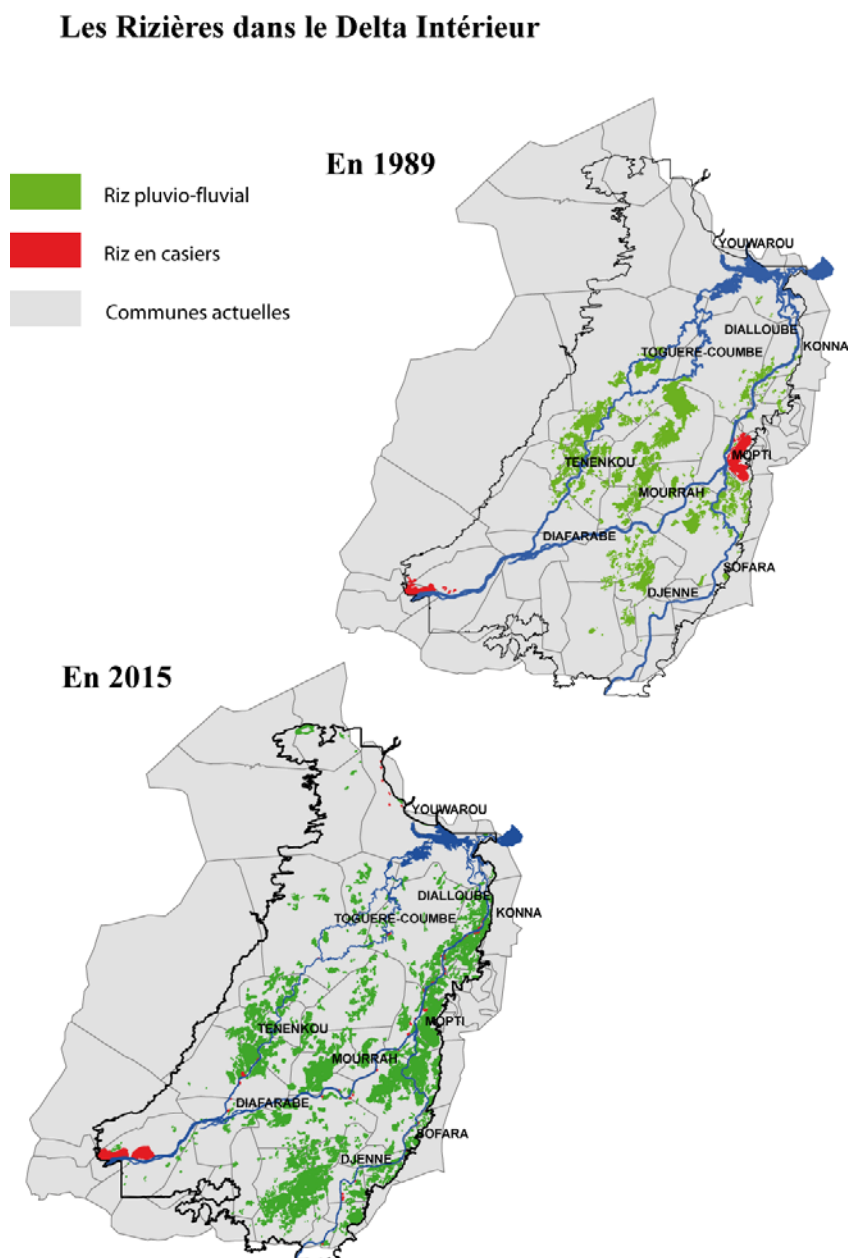 Les Rizières dans le Delta Intérieur
En 1989
Riz pluvio-fluvial
Riz en casiers
Communes actuelles
YOUWAROU
DIALLOUBE
KONNA
TOGUERE-COUMBE
MOPTI
TENENKOU
MOURRAH
DIAFARABE
SOFARA
DJENNE
En 2015
YOUWAROU
DIALLOUBE
KONNA
TOGUERE-COUMBE
MOPTI
TENENKOU
MOURRAH
DIAFARABE
SOFARA
DJENNE